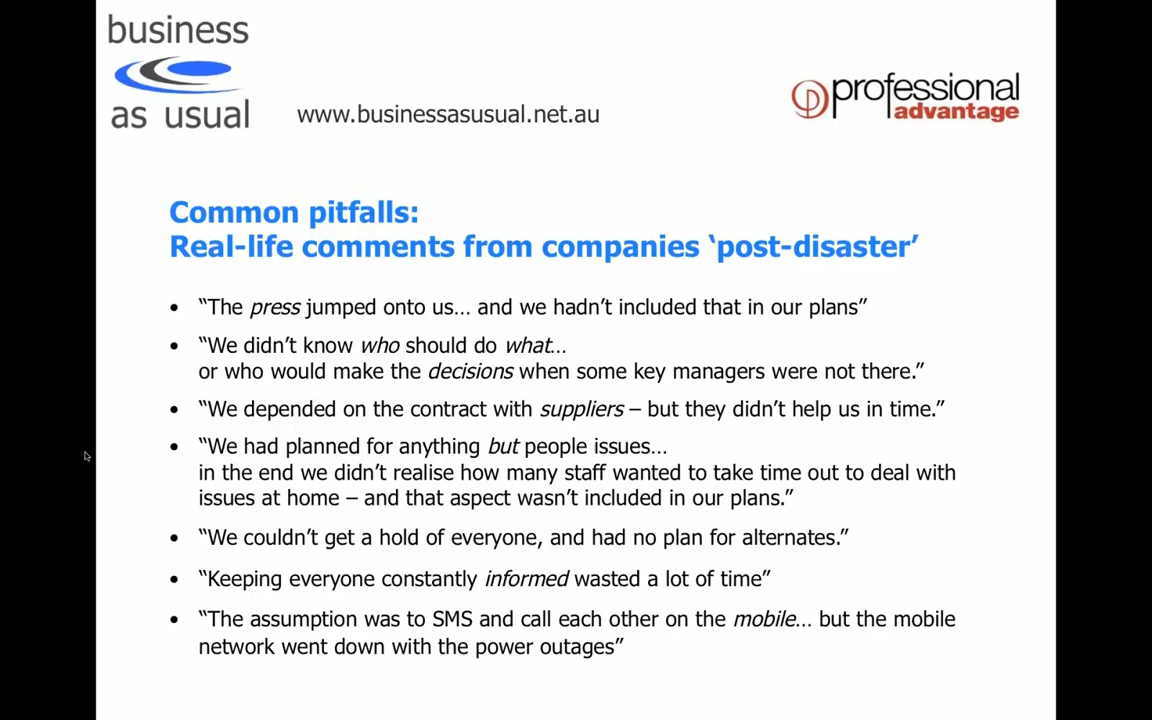 business
as usual
www.businessasusual.net.au
professional
advantage
Common pitfalls:
Real-life comments from companies ‘post-disaster’
• “The press jumped onto us… and we hadn’t included that in our plans”
• “We didn’t know who should do what…
or who would make the decisions when some key managers were not there.”
• “We depended on the contract with suppliers – but they didn’t help us in time.”
• “We had planned for anything but people issues…
in the end we didn’t realise how many staff wanted to take time out to deal with
issues at home – and that aspect wasn’t included in our plans.”
• “We couldn’t get a hold of everyone, and had no plan for alternates.”
• “Keeping everyone constantly informed wasted a lot of time”
• “The assumption was to SMS and call each other on the mobile… but the mobile
network went down with the power outages”